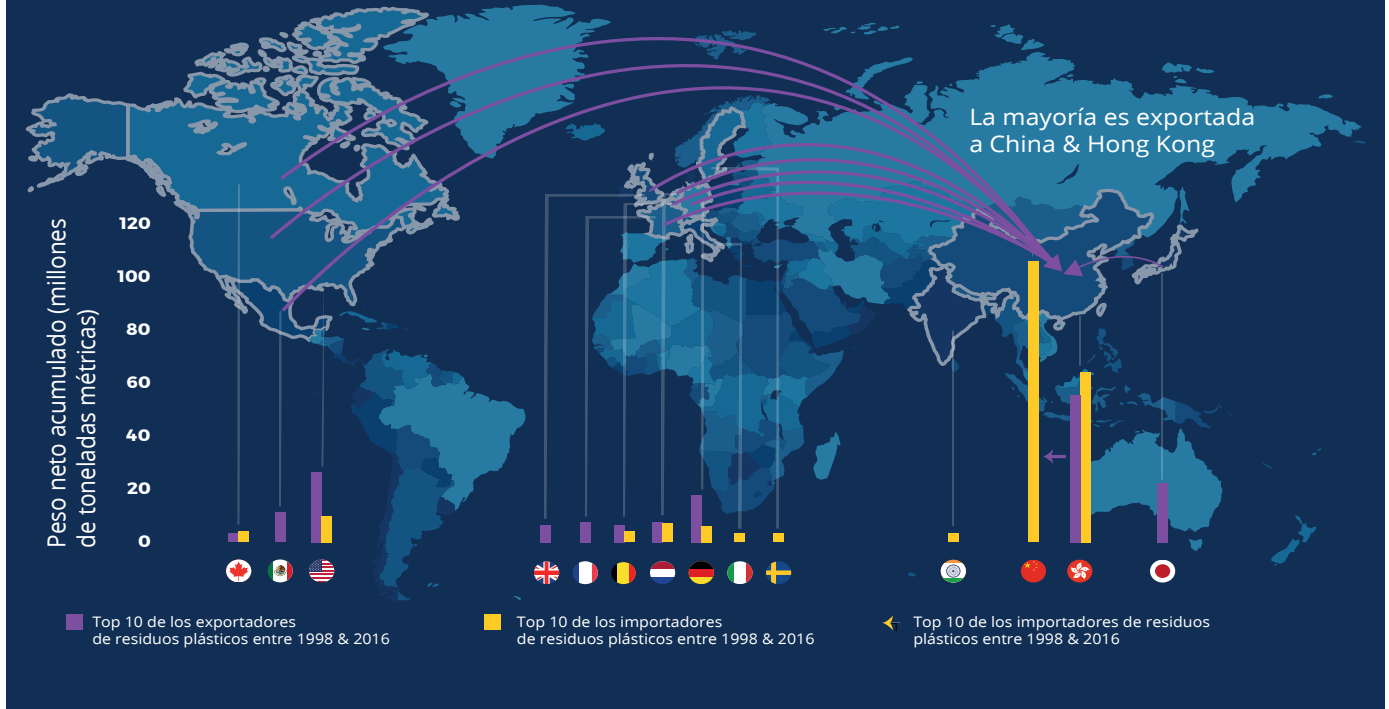 La mayoría es exportada
a China & Hong Kong
Peso neto acumulado (millones
de toneladas métricas)
120
100
80
60
40
20
0
Top 10 de los exportadores
de residuos plásticos entre 1998 & 2016
Top 10 de los importadores
de residuos plásticos entre 1998 & 2016
Top 10 de los importadores de residuos
plásticos entre 1998 & 2016